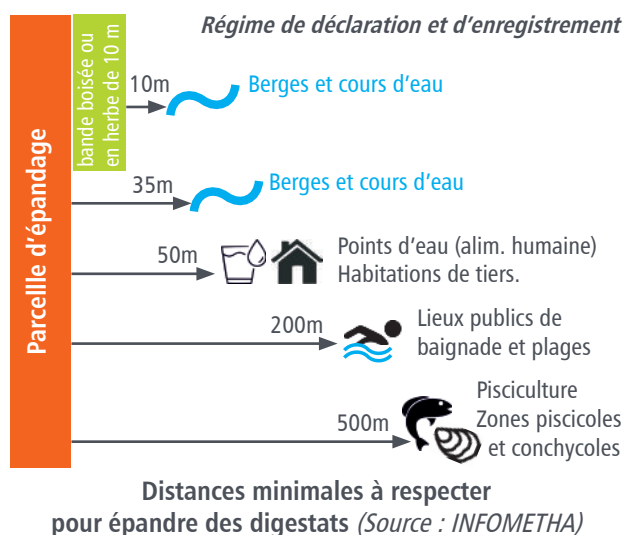 Régime de déclaration et d'enregistrement
Parcellle d'épandage
bande boisée ou
en herbe de 10 m
10m
Berges et cours d'eau
35m
Berges et cours d'eau
50m
Points d'eau (alim. humaine)
Habitations de tiers.
200m
Lieux publics de
baignade et plages
500m
Pisciculture
Zones piscicoles
et conchycoles
Distances minimales à respecter
pour épandre des digestats (Source : INFOMETHA)